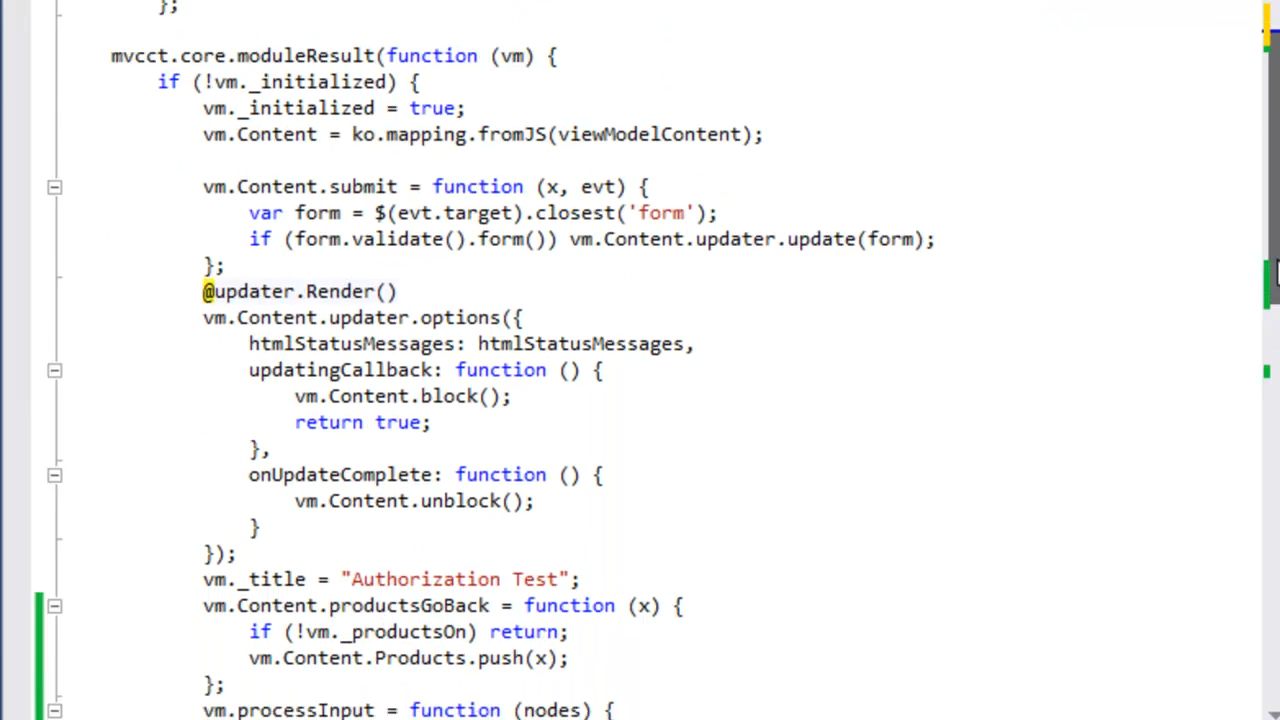 };
mvcct.core.moduleResult(function (vm) {
if (!vm._initialized) {
vm._initialized = true;
vm.Content = ko.mapping.fromJS(viewModelContent);
vm.Content.submit = function (x, evt) {
var form = $(evt.target).closest('form');
if (form.validate().form()) vm.Content.updater.update(form);
};
@updater.Render()
vm.Content.updater.options({
htmlStatusMessages: htmlStatusMessages,
updatingCallback: function () {
vm.Content.block();
return true;
},
onUpdateComplete: function () {
vm.Content.unblock();
}
});
vm._title = "Authorization Test";
vm.Content.productsGoBack = function (x) {
if (!vm._productsOn) return;
vm.Content.Products.push(x);
};
vm.processInput = function (nodes) {